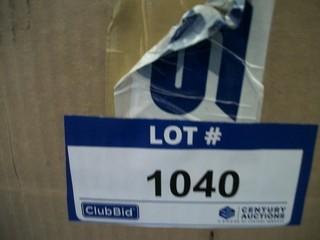 LOT #
1040
ClubBid
CENTURY
AUCTIONS